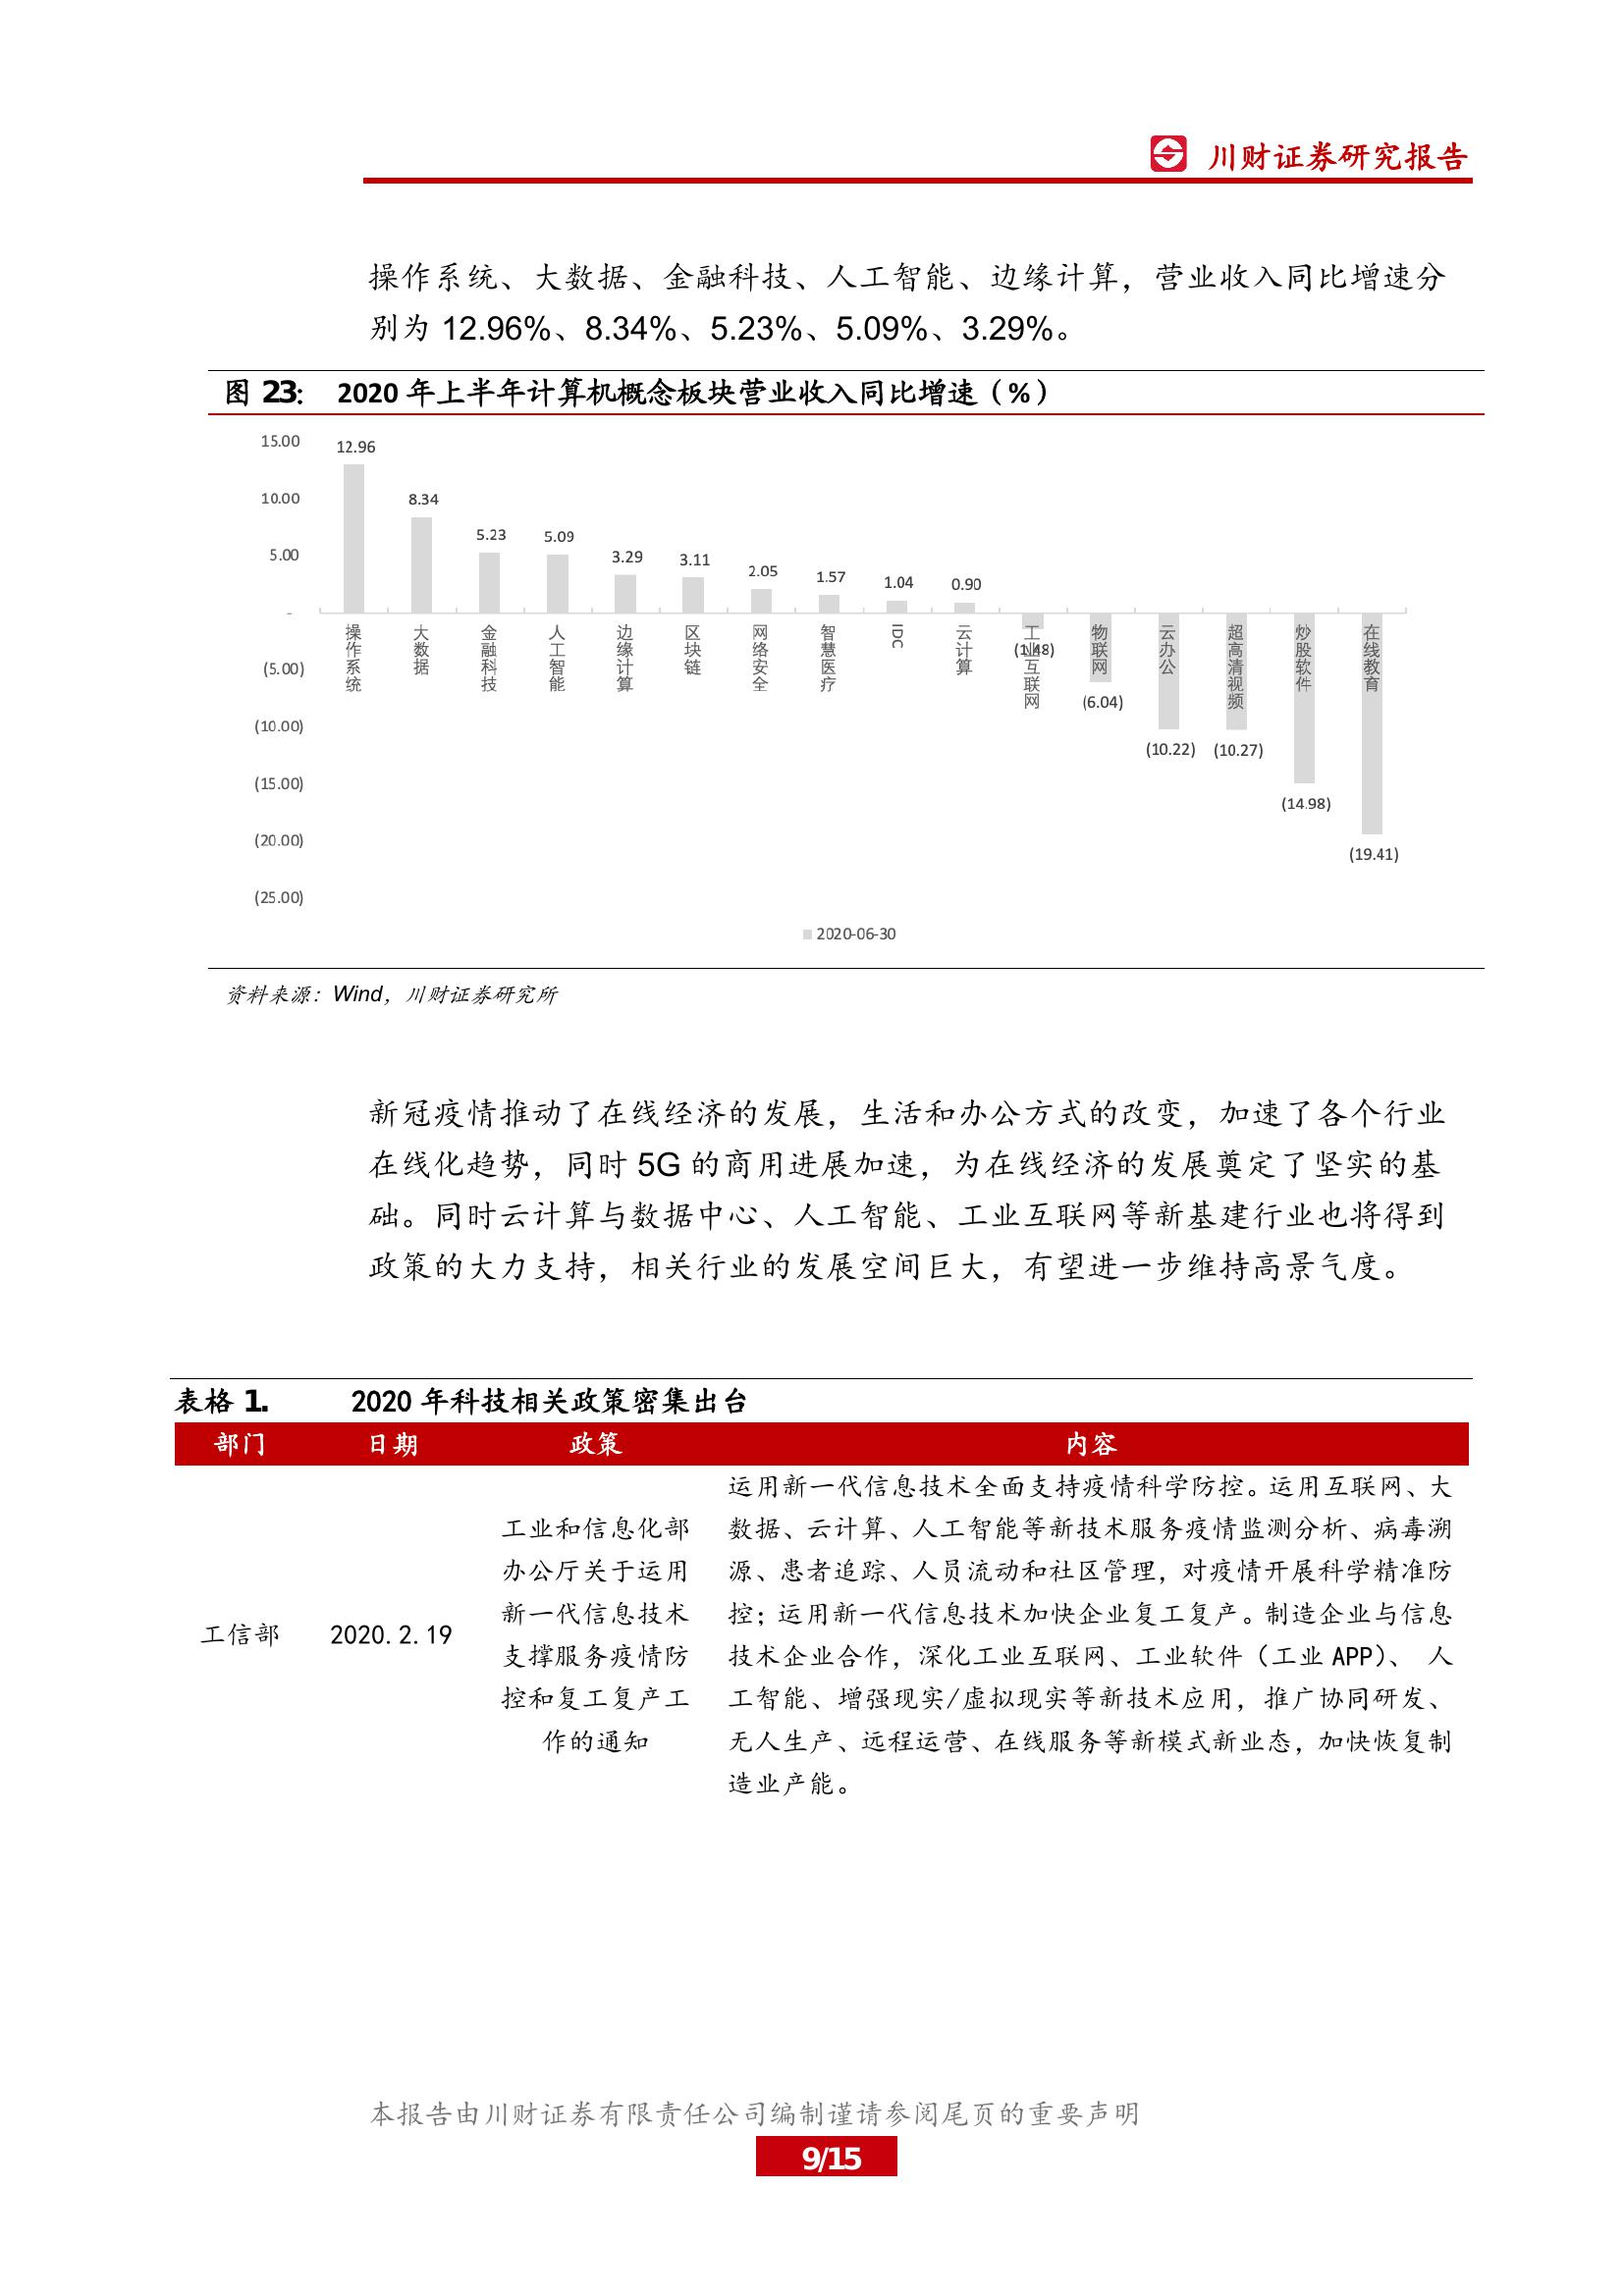 川财证券研究报告
操作系统、大数据、金融科技、人工智能、边缘计算，营业收入同比增速分
别为 12.96%、8.34%、5.23%、5.09%、3.29%。
图 23： 2020 年上半年计算机概念板块营业收入同比增速（%）
15.00
10.00
5.00
-
(5.00)
(10.00)
(15.00)
(20.00)
(25.00)
12.96
8.34
5.23
5.09
3.29
3.11
2.05
1.57
1.04
0.90
(1.48)
(6.04)
(10.22)
(10.27)
(14.98)
(19.41)
操作系统
大数据
金融科技
人工智能
边缘计算
区块链
网络安全
智慧医疗
IDC
云计算
工业互联网
物联网
云办公
超高清视频
炒股软件
在线教育
2020-06-30
资料来源：Wind，川财证券研究所
新冠疫情推动了在线经济的发展，生活和办公方式的改变，加速了各个行业
在线化趋势，同时 5G 的商用进展加速，为在线经济的发展奠定了坚实的基
础。同时云计算与数据中心、人工智能、工业互联网等新基建行业也将得到
政策的大力支持，相关行业的发展空间巨大，有望进一步维持高景气度。
表格 1. 2020 年科技相关政策密集出台
部门 日期 政策 内容
工信部
2020.2.19
工业和信息化部
办公厅关于运用
新一代信息技术
支撑服务疫情防
控和复工复产工
作的通知
运用新一代信息技术全面支持疫情科学防控。运用互联网、大
数据、云计算、人工智能等新技术服务疫情监测分析、病毒溯
源、患者追踪、人员流动和社区管理，对疫情开展科学精准防
控；运用新一代信息技术加快企业复工复产。制造企业与信息
技术企业合作，深化工业互联网、工业软件（工业 APP）、 人
工智能、增强现实/虚拟现实等新技术应用，推广协同研发、
无人生产、远程运营、在线服务等新模式新业态，加快恢复制
造业产能。
本报告由川财证券有限责任公司编制谨请参阅尾页的重要声明
9/15